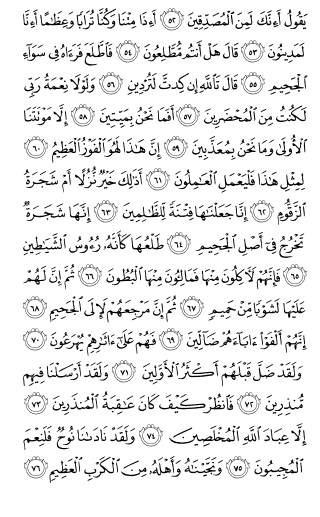 يَقُولُ أَءِنَّكَ لَمِنَ ٱلْمُصَدِّقِينَ ۝٥٢ أَءِذَا مِتْنَا وَكُنَّا تُرَابًا وَعِظَٰمًا أَءِنَّا
لَمَدِينُونَ ۝٥٣ قَالَ هَلْ أَنتُم مُّطَّلِعُونَ ۝٥٤ فَٱطَّلَعَ فَرَءَاهُ فِى سَوَآءِ
ٱلْجَحِيمِ ۝٥٥ قَالَ تَٱللَّهِ إِن كِدتَّ لَتُرْدِينِ ۝٥٦ وَلَوْلَا نِعْمَةُ رَبِّى
لَكُنتُ مِنَ ٱلْمُحْضَرِينَ ۝٥٧ أَفَمَا نَحْنُ بِمَيِّتِينَ ۝٥٨ إِلَّا مَوْتَتَنَا
ٱلْأُولَىٰ وَمَا نَحْنُ بِمُعَذَّبِينَ ۝٥٩ إِنَّ هَٰذَا لَهُوَ ٱلْفَوْزُ ٱلْعَظِيمُ ۝٦٠
لِمِثْلِ هَٰذَا فَلْيَعْمَلِ ٱلْعَٰمِلُونَ ۝٦١ أَذَٰلِكَ خَيْرٌ نُّزُلًا أَمْ شَجَرَةُ
ٱلزَّقُّومِ ۝٦٢ إِنَّا جَعَلْنَٰهَا فِتْنَةً لِّلظَّٰلِمِينَ ۝٦٣ إِنَّهَا شَجَرَةٌ
تَخْرُجُ فِىٓ أَصْلِ ٱلْجَحِيمِ ۝٦٤ طَلْعُهَا كَأَنَّهُۥ رُءُوسُ ٱلشَّيَٰطِينِ
۝٦٥ فَإِنَّهُمْ لَءَاكِلُونَ مِنْهَا فَمَالِـُٔونَ مِنْهَا ٱلْبُطُونَ ۝٦٦ ثُمَّ إِنَّ لَهُمْ
عَلَيْهَا لَشَوْبًا مِّنْ حَمِيمٍ ۝٦٧ ثُمَّ إِنَّ مَرْجِعَهُمْ لَإِلَى ٱلْجَحِيمِ ۝٦٨
إِنَّهُمْ أَلْفَوْا۟ ءَابَآءَهُمْ ضَآلِّينَ ۝٦٩ فَهُمْ عَلَىٰٓ ءَاثَٰرِهِمْ يُهْرَعُونَ ۝٧٠
وَلَقَدْ ضَلَّ قَبْلَهُمْ أَكْثَرُ ٱلْأَوَّلِينَ ۝٧١ وَلَقَدْ أَرْسَلْنَا فِيهِم
مُّنذِرِينَ ۝٧٢ فَٱنظُرْ كَيْفَ كَانَ عَٰقِبَةُ ٱلْمُنذَرِينَ ۝٧٣
إِلَّا عِبَادَ ٱللَّهِ ٱلْمُخْلَصِينَ ۝٧٤ وَلَقَدْ نَادَىٰنَا نُوحٌ فَلَنِعْمَ
ٱلْمُجِيبُونَ ۝٧٥ وَنَجَّيْنَٰهُ وَأَهْلَهُۥ مِنَ ٱلْكَرْبِ ٱلْعَظِيمِ ۝٧٦